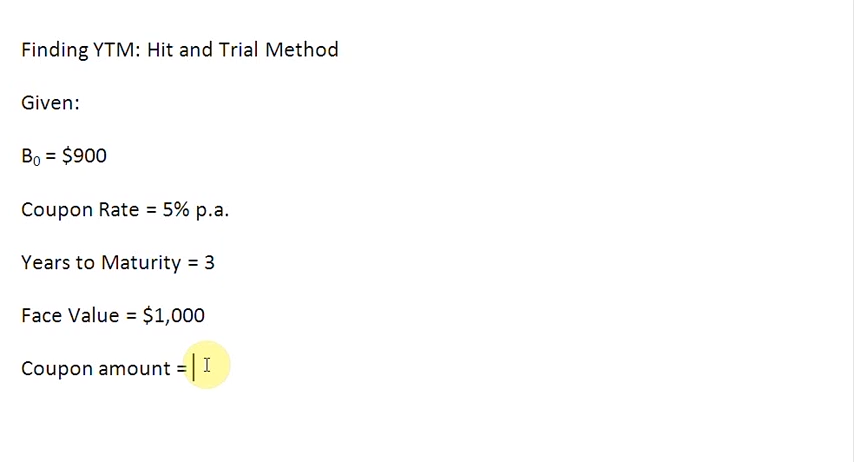 Finding YTM: Hit and Trial Method
Given:
B₀ = $900
Coupon Rate = 5% p.a.
Years to Maturity = 3
Face Value = $1,000
Coupon amount =